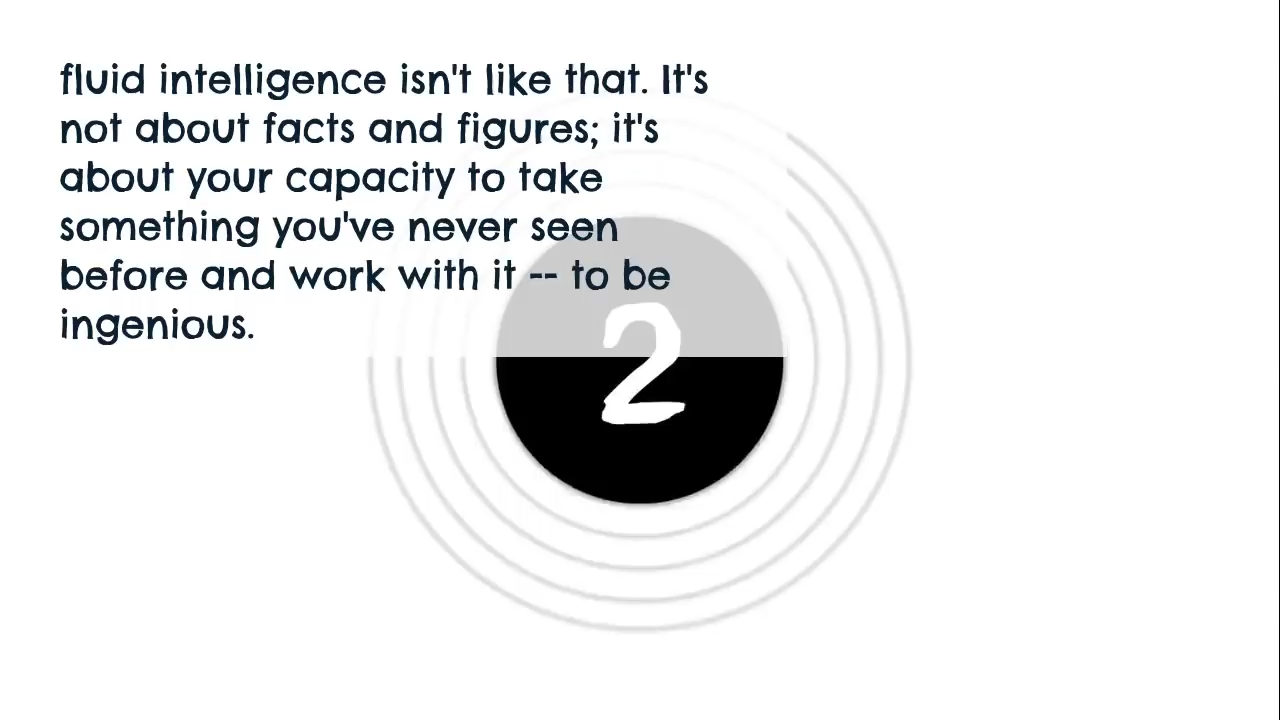 fluid intelligence isn't like that. It's
not about facts and figures; it's
about your capacity to take
something you've never seen
before and work with it -- to be
ingenious.
2